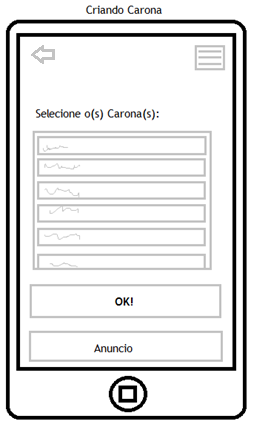 Criando Carona
Selecione o(s) Carona(s):
OK!
Anuncio